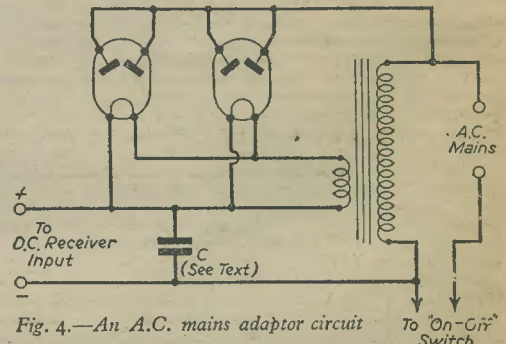 A.C.
Mains
+
To
D.C. Receiver
Input
-
C
(See Text)
Fig. 4.—An A.C. mains adaptor circuit
To "On-Off"
Switch